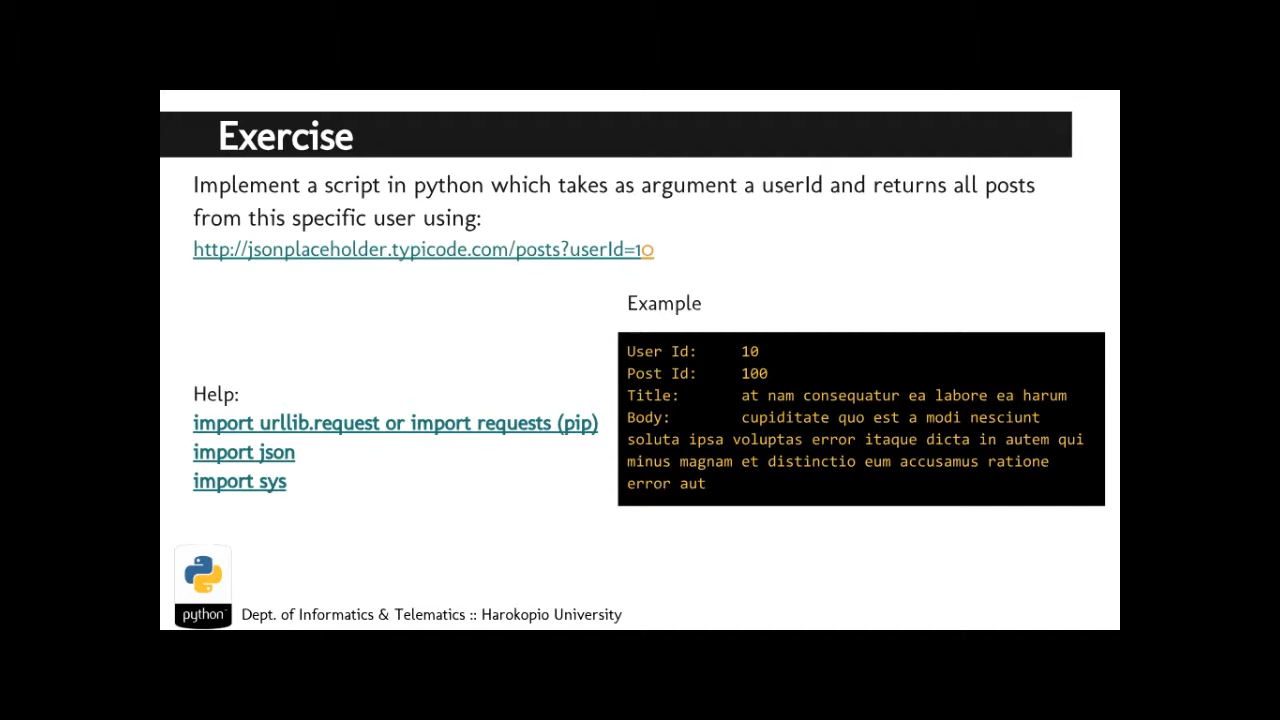 Exercise
Implement a script in python which takes as argument a userId and returns all posts
from this specific user using:
http://jsonplaceholder.typicode.com/posts?userId=10
Example
User Id: 10
Post Id: 100
Title: at nam consequatur ea labore ea harum
Body: cupiditate quo est a modi nesciunt
soluta ipsa voluptas error itaque dicta in autem qui
minus magnam et distinctio eum accusamus ratione
error aut
Help:
import urllib.request or import requests (pip)
import json
import sys
python
Dept. of Informatics & Telematics :: Harokopio University